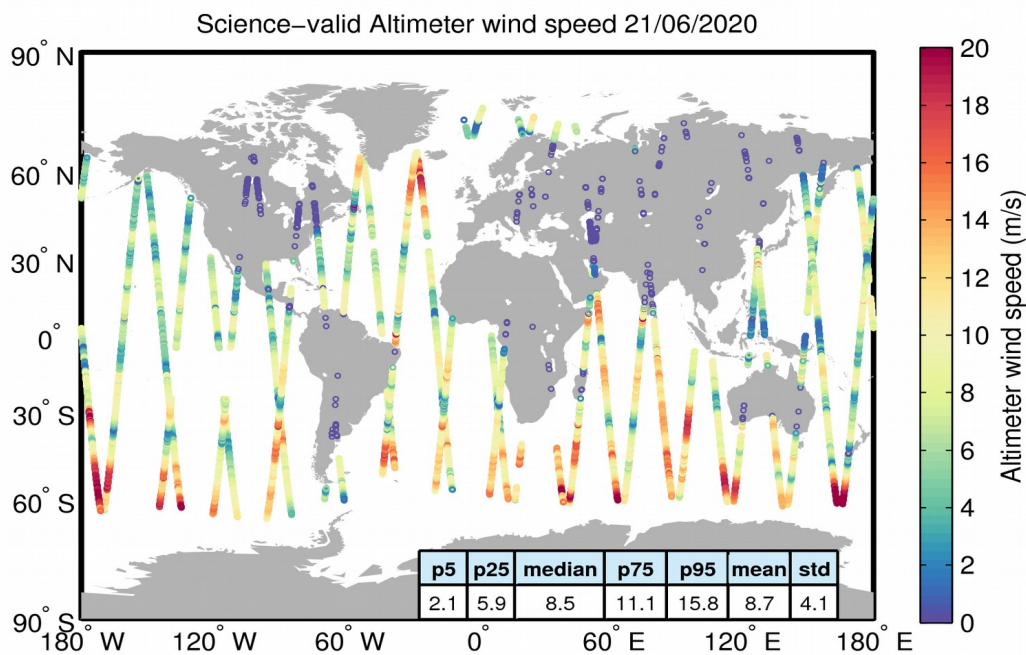 Science−valid Altimeter wind speed 21/06/2020
90° N
60° N
30° N
0°
30° S
60° S
90° S
180° W
120° W
60° W
0°
60° E
120° E
180° E
p5 p25 median p75 p95 mean std
2.1 5.9 8.5 11.1 15.8 8.7 4.1
20
18
16
14
12
10
8
6
4
2
0
Altimeter wind speed (m/s)